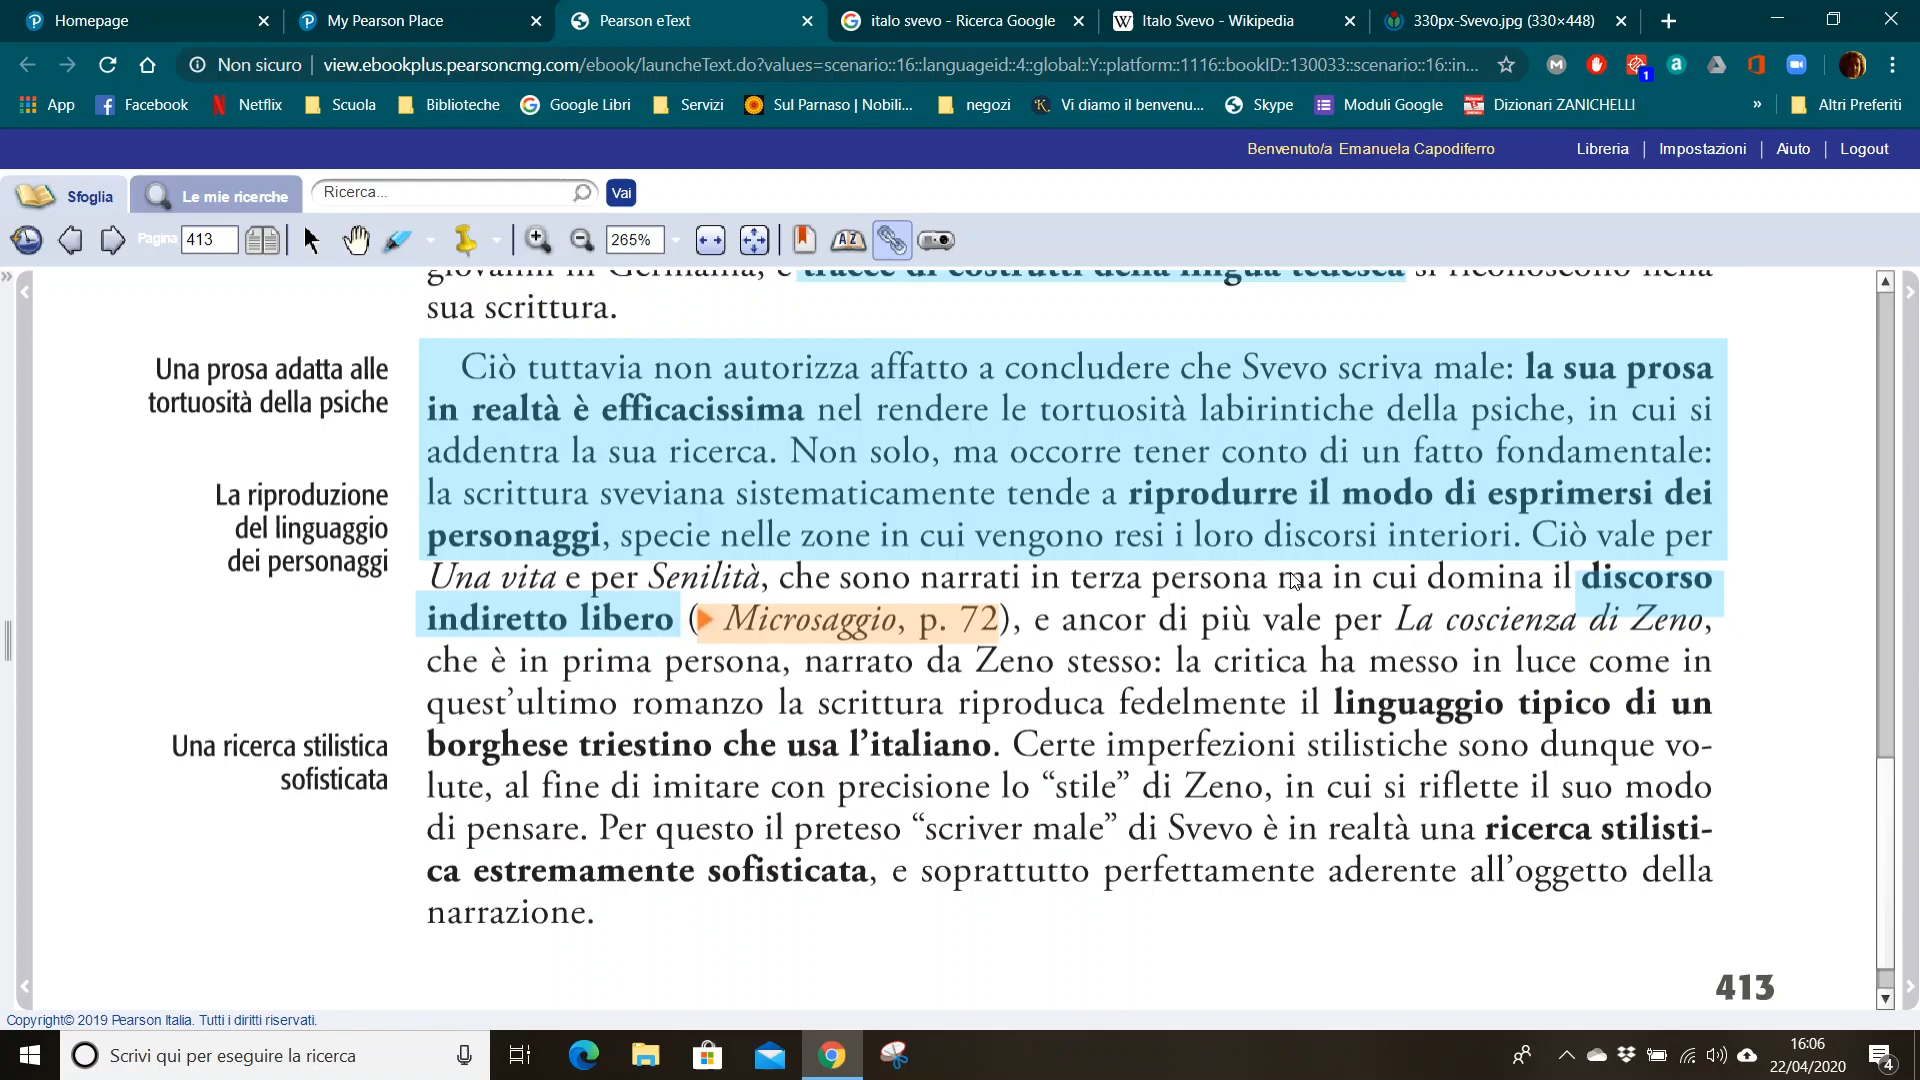 Homepage
My Pearson Place
Pearson eText
italo svevo - Ricerca Google
Italo Svevo - Wikipedia
330px-Svevo.jpg (330×448)
Non sicuro
view.ebookplus.pearsoncmg.com/ebook/launcheText.do?values=scenario::16::languageid::4::global::Y::platform::1116::bookID::130033::scenario::16::in...
App
Facebook
Netflix
Scuola
Biblioteche
Google Libri
Servizi
Sul Parnaso | Nobili...
negozi
Vi diamo il benvenu...
Skype
Moduli Google
Dizionari ZANICHELLI
»
Altri Preferiti
Benvenuto/a Emanuela Capodiferro
Libreria | Impostazioni | Aiuto | Logout
Sfoglia
Le mie ricerche
Ricerca...
Vai
Pagina 413
265%
giovanni in Germania, e tracce di costrutti della lingua tedesca si riconoscono nella
sua scrittura.
Una prosa adatta alle
tortuosità della psiche
Ciò tuttavia non autorizza affatto a concludere che Svevo scriva male: la sua prosa
in realtà è efficacissima nel rendere le tortuosità labirintiche della psiche, in cui si
addentra la sua ricerca. Non solo, ma occorre tener conto di un fatto fondamentale:
La riproduzione
del linguaggio
dei personaggi
la scrittura sveviana sistematicamente tende a riprodurre il modo di esprimersi dei
personaggi, specie nelle zone in cui vengono resi i loro discorsi interiori. Ciò vale per
Una vita e per Senilità, che sono narrati in terza persona ma in cui domina il discorso
indiretto libero (▶ Microsaggio, p. 72), e ancor di più vale per La coscienza di Zeno,
che è in prima persona, narrato da Zeno stesso: la critica ha messo in luce come in
quest'ultimo romanzo la scrittura riproduca fedelmente il linguaggio tipico di un
Una ricerca stilistica
sofisticata
borghese triestino che usa l'italiano. Certe imperfezioni stilistiche sono dunque vo-
lute, al fine di imitare con precisione lo “stile” di Zeno, in cui si riflette il suo modo
di pensare. Per questo il preteso “scriver male” di Svevo è in realtà una ricerca stilisti-
ca estremamente sofisticata, e soprattutto perfettamente aderente all'oggetto della
narrazione.
413
Copyright© 2019 Pearson Italia. Tutti i diritti riservati.
Scrivi qui per eseguire la ricerca
16:06
22/04/2020
4